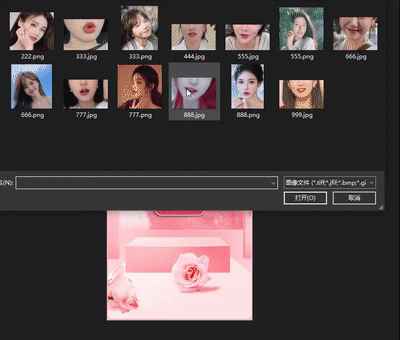 222.png 333.jpg 333.png 444.jpg 555.jpg 555.png 666.jpg
666.png 777.jpg 777.png 888.jpg 888.png 999.jpg
名(N): 图像文件 (*.tiff;*.jfif;*.bmp;*.gi
打开(O) 取消